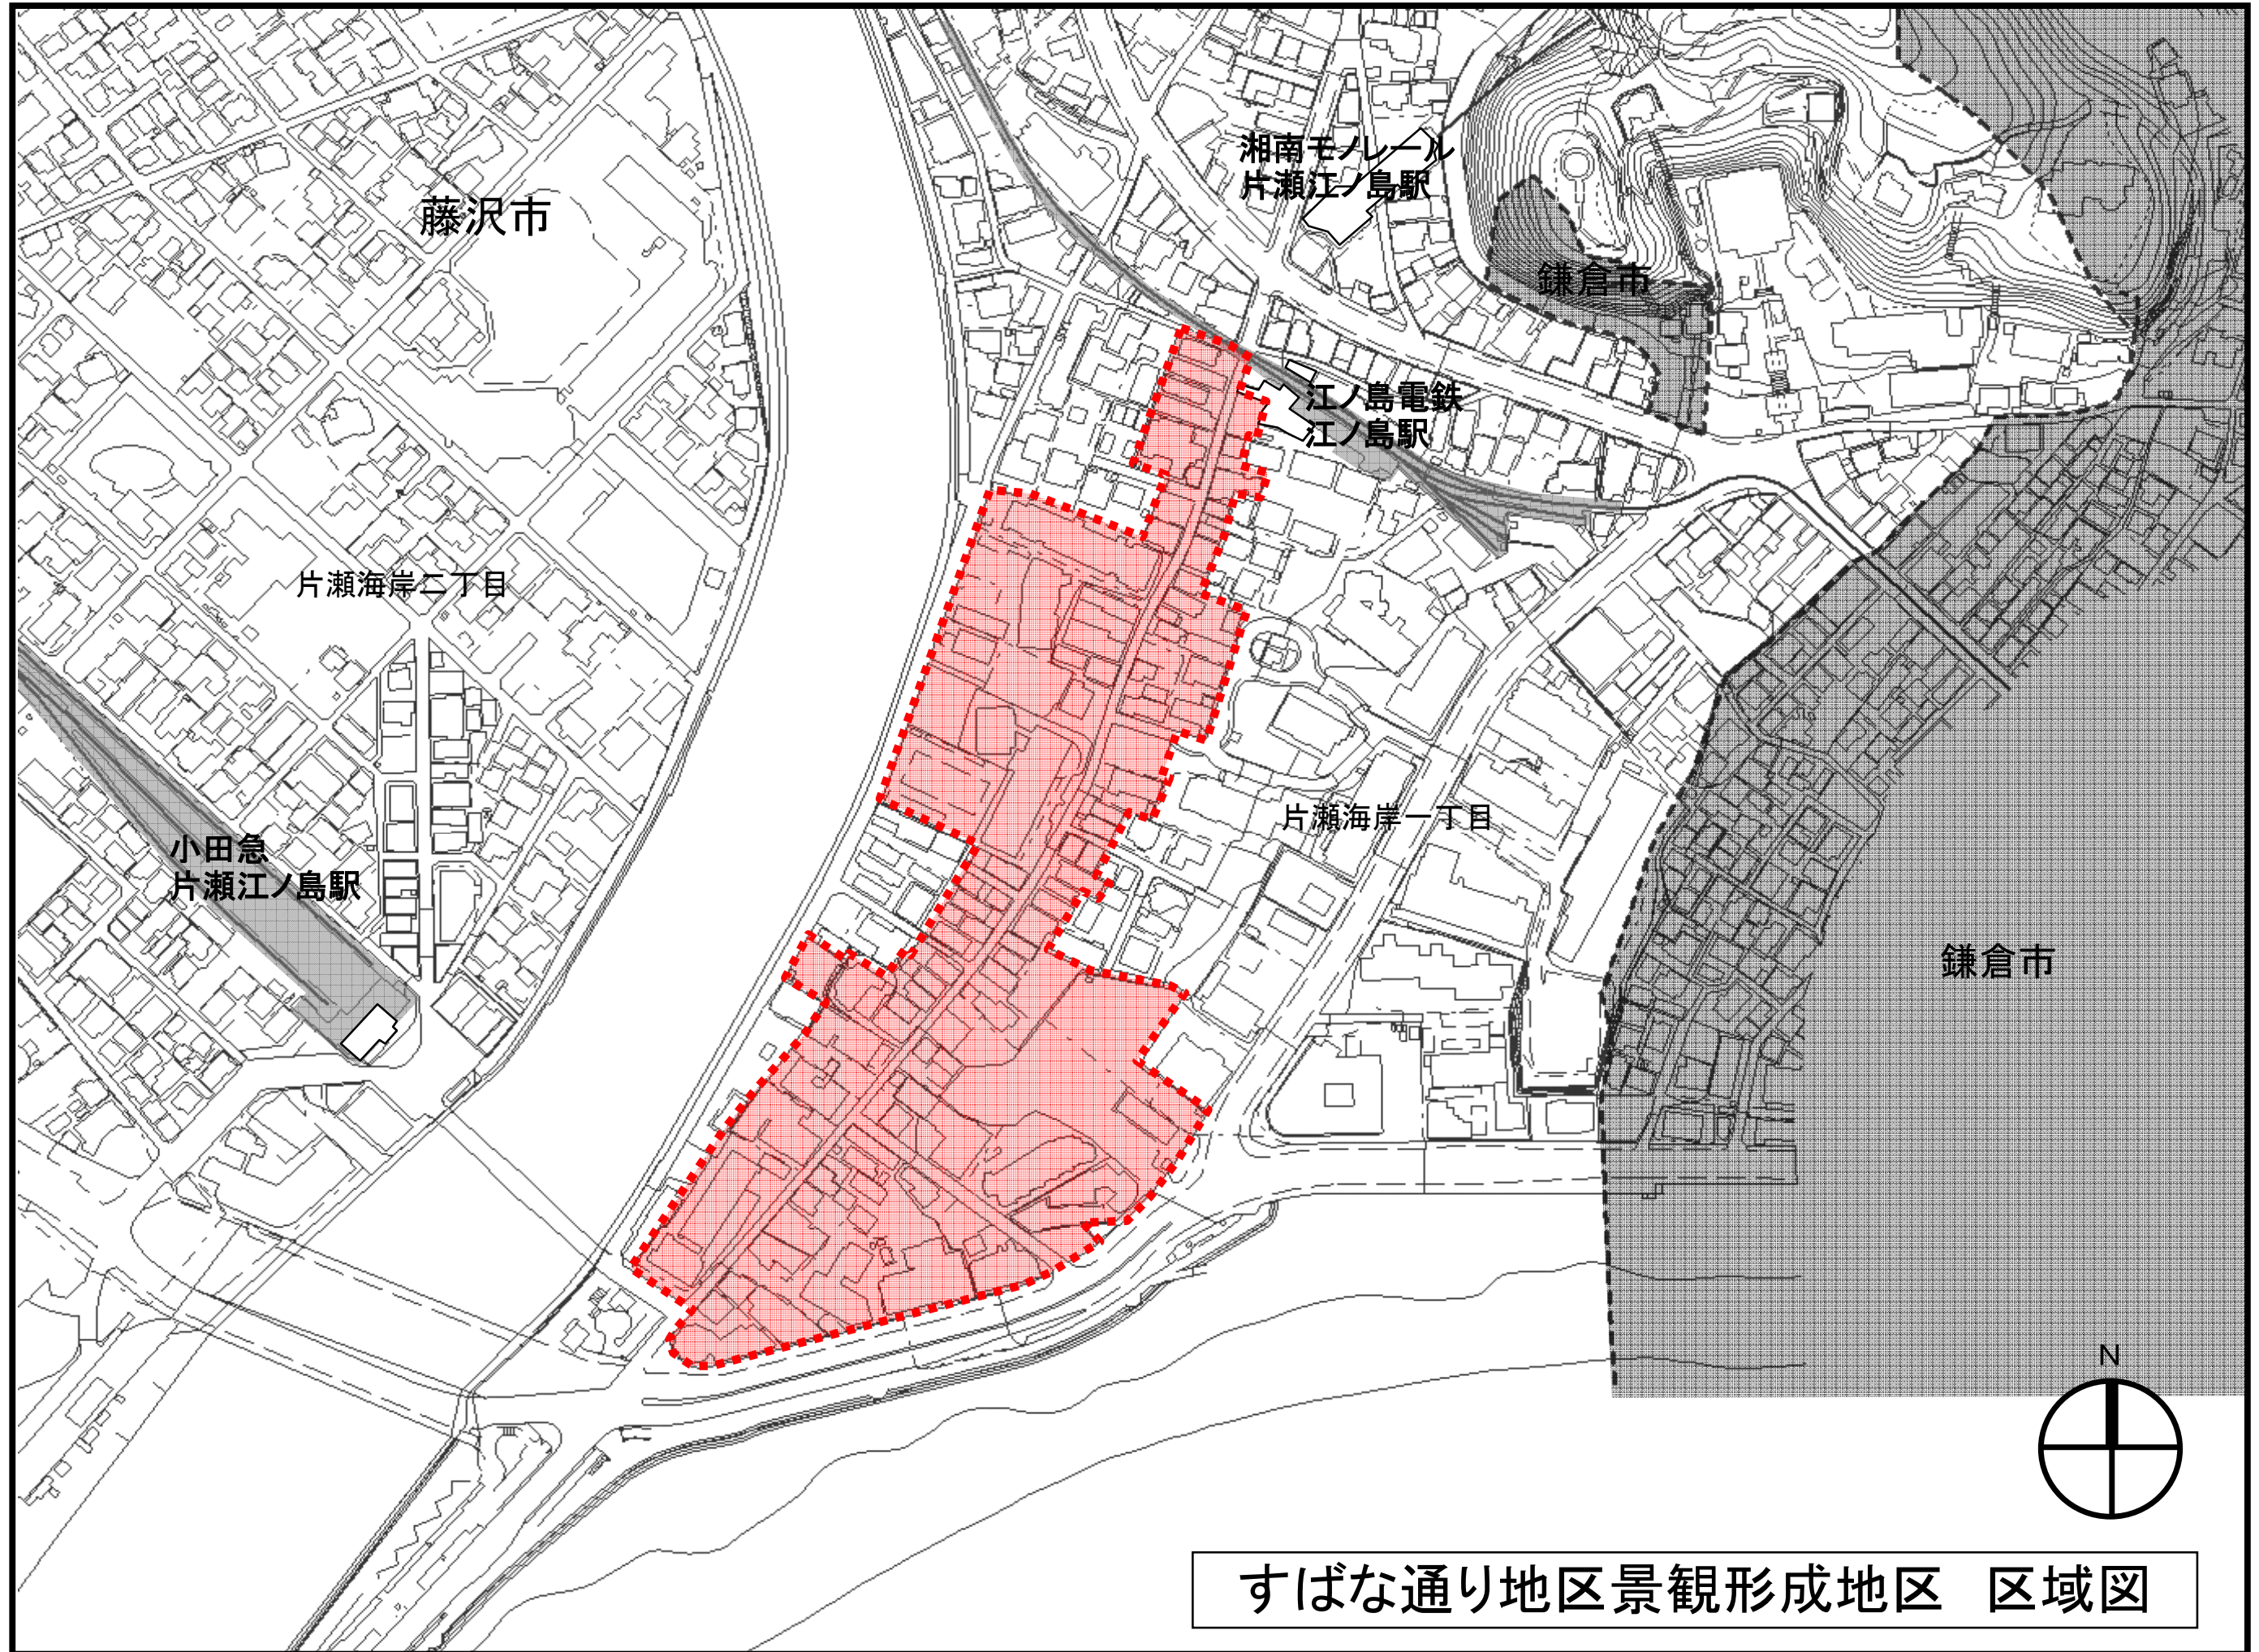 湘南モノレール
片瀬江ノ島駅
藤沢市
鎌倉市
江ノ島電鉄
江ノ島駅
片瀬海岸二丁目
片瀬海岸一丁目
小田急
片瀬江ノ島駅
鎌倉市
N
すばな通り地区景観形成地区 区域図